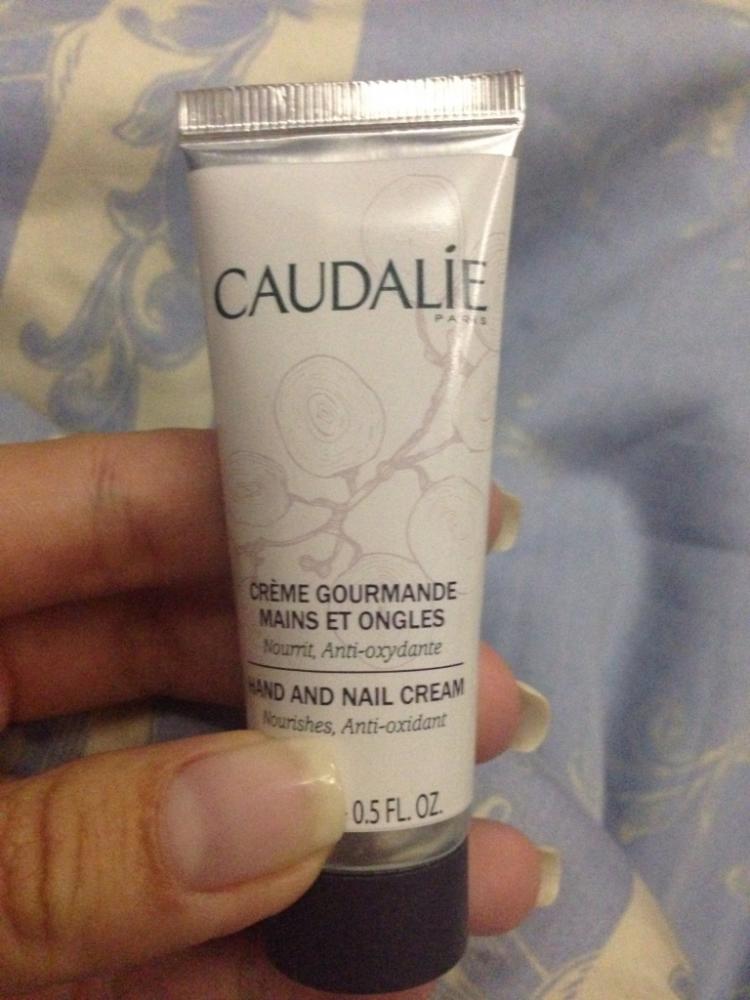 CAUDALÍE
PARIS
CRÈME GOURMANDE
MAINS ET ONGLES
Nourrit, Anti-oxydante
HAND AND NAIL CREAM
Nourishes, Anti-oxidant
- 0.5 FL. OZ.